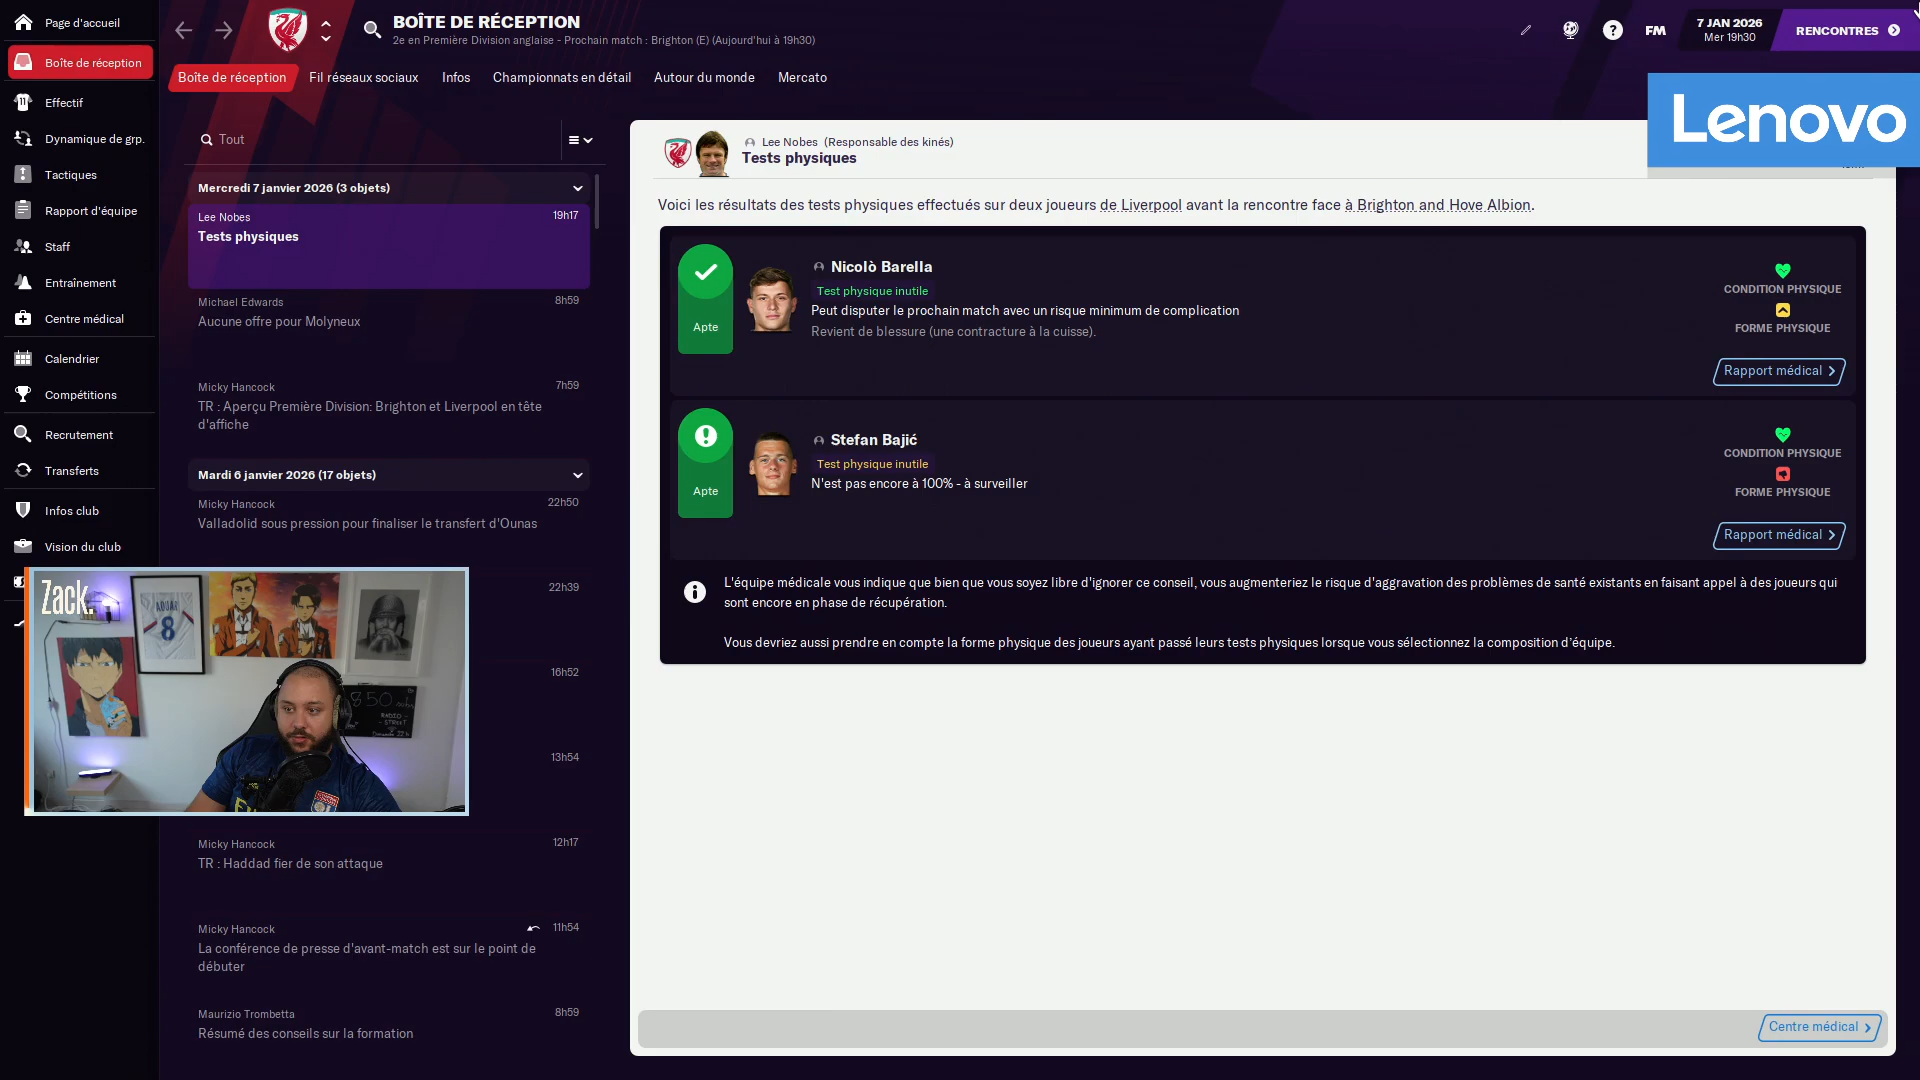 Page d'accueil
Boîte de réception
Effectif
Dynamique de grp.
Tactiques
Rapport d'équipe
Staff
Entraînement
Centre médical
Calendrier
Compétitions
Recrutement
Transferts
Infos club
Vision du club
BOÎTE DE RÉCEPTION
2e en Première Division anglaise - Prochain match : Brighton (E) (Aujourd'hui à 19h30)
FM
7 JAN 2026
Mer 19h30
RENCONTRES
Boîte de réception
Fil réseaux sociaux
Infos
Championnats en détail
Autour du monde
Mercato
Lenovo
Tout
Mercredi 7 janvier 2026 (3 objets)
Lee Nobes
19h17
Tests physiques
Michael Edwards
8h59
Aucune offre pour Molyneux
Micky Hancock
7h59
TR : Aperçu Première Division: Brighton et Liverpool en tête
d'affiche
Mardi 6 janvier 2026 (17 objets)
Micky Hancock
22h50
Valladolid sous pression pour finaliser le transfert d'Ounas
22h39
16h52
13h54
Micky Hancock
12h17
TR : Haddad fier de son attaque
Micky Hancock
11h54
La conférence de presse d'avant-match est sur le point de
débuter
Maurizio Trombetta
8h59
Résumé des conseils sur la formation
Zack.
AOUAR
8
850
RADIO -
STREET
Lee Nobes (Responsable des kinés)
Tests physiques
Voici les résultats des tests physiques effectués sur deux joueurs de Liverpool avant la rencontre face à Brighton and Hove Albion.
Apte
Nicolò Barella
Test physique inutile
Peut disputer le prochain match avec un risque minimum de complication
Revient de blessure (une contracture à la cuisse).
CONDITION PHYSIQUE
FORME PHYSIQUE
Rapport médical
Apte
Stefan Bajić
Test physique inutile
N'est pas encore à 100% - à surveiller
CONDITION PHYSIQUE
FORME PHYSIQUE
Rapport médical
L'équipe médicale vous indique que bien que vous soyez libre d'ignorer ce conseil, vous augmenteriez le risque d'aggravation des problèmes de santé existants en faisant appel à des joueurs qui
sont encore en phase de récupération.
Vous devriez aussi prendre en compte la forme physique des joueurs ayant passé leurs tests physiques lorsque vous sélectionnez la composition d'équipe.
Centre médical